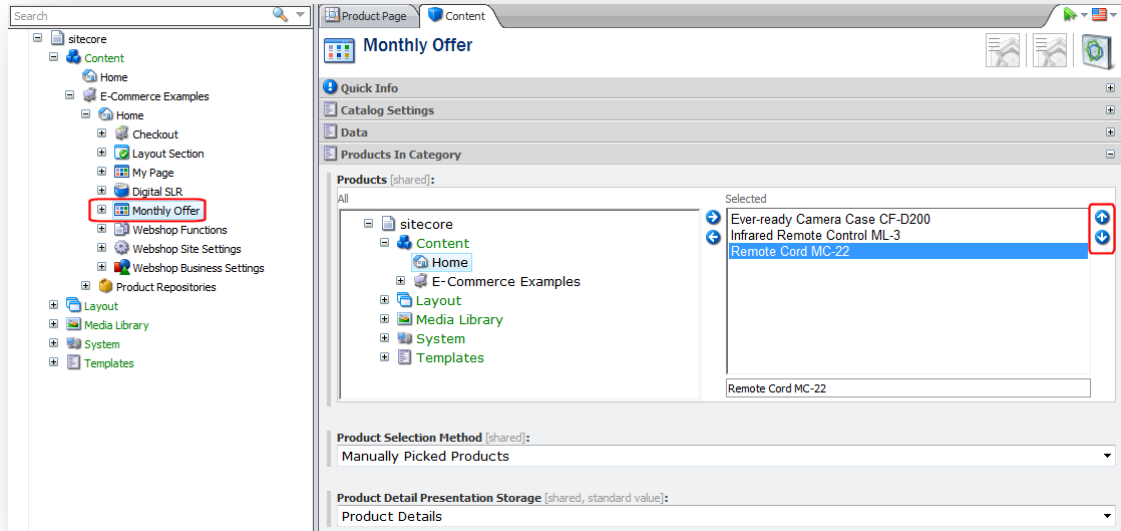 Search
sitecore
Content
Home
E-Commerce Examples
Home
Checkout
Layout Section
My Page
Digital SLR
Monthly Offer
Webshop Functions
Webshop Site Settings
Webshop Business Settings
Product Repositories
Layout
Media Library
System
Templates
Product Page
Content
Monthly Offer
Quick Info
Catalog Settings
Data
Products In Category
Products [shared]:
All
sitecore
Content
Home
E-Commerce Examples
Layout
Media Library
System
Templates
Selected
Ever-ready Camera Case CF-D200
Infrared Remote Control ML-3
Remote Cord MC-22
Remote Cord MC-22
Product Selection Method [shared]:
Manually Picked Products
Product Detail Presentation Storage [shared, standard value]:
Product Details